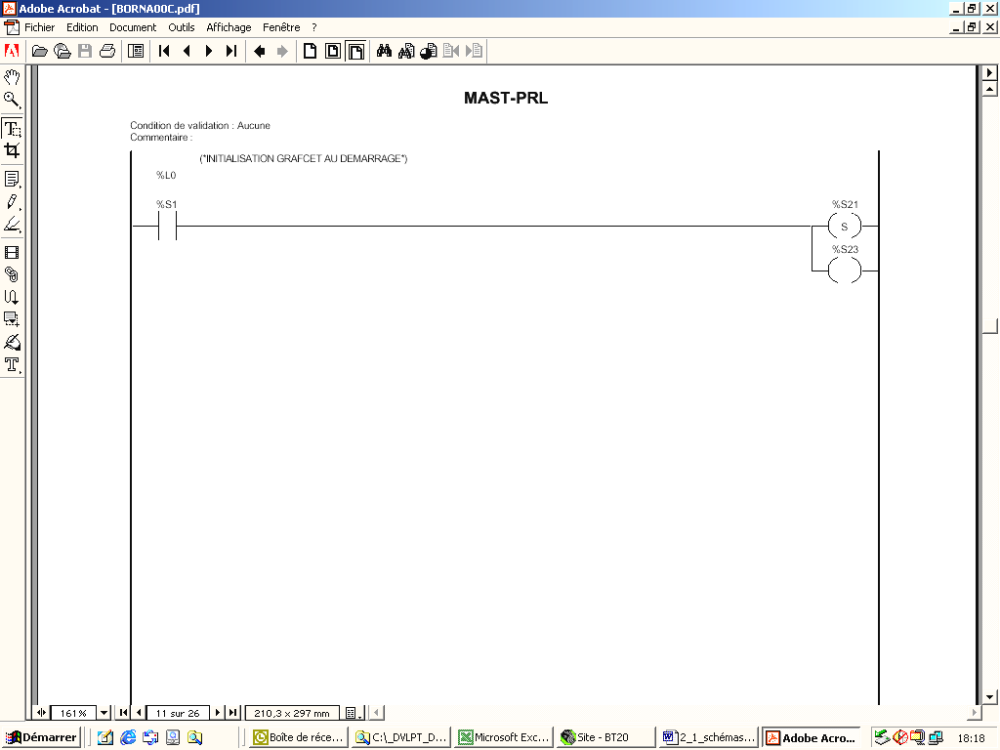 Adobe Acrobat - [BORNA00C.pdf]
Fichier Edition Document Outils Affichage Fenêtre ?
MAST-PRL
Condition de validation : Aucune
Commentaire :
(*INITIALISATION GRAFCET AU DEMARRAGE*)
%L0
%S1
%S21
S
%S23
161% 11 sur 26 210,3 x 297 mm
Démarrer Boîte de réce... C:\_DVLPT_D... Microsoft Exc... Site - BT20 2_1_schémas... Adobe Acro... 18:18